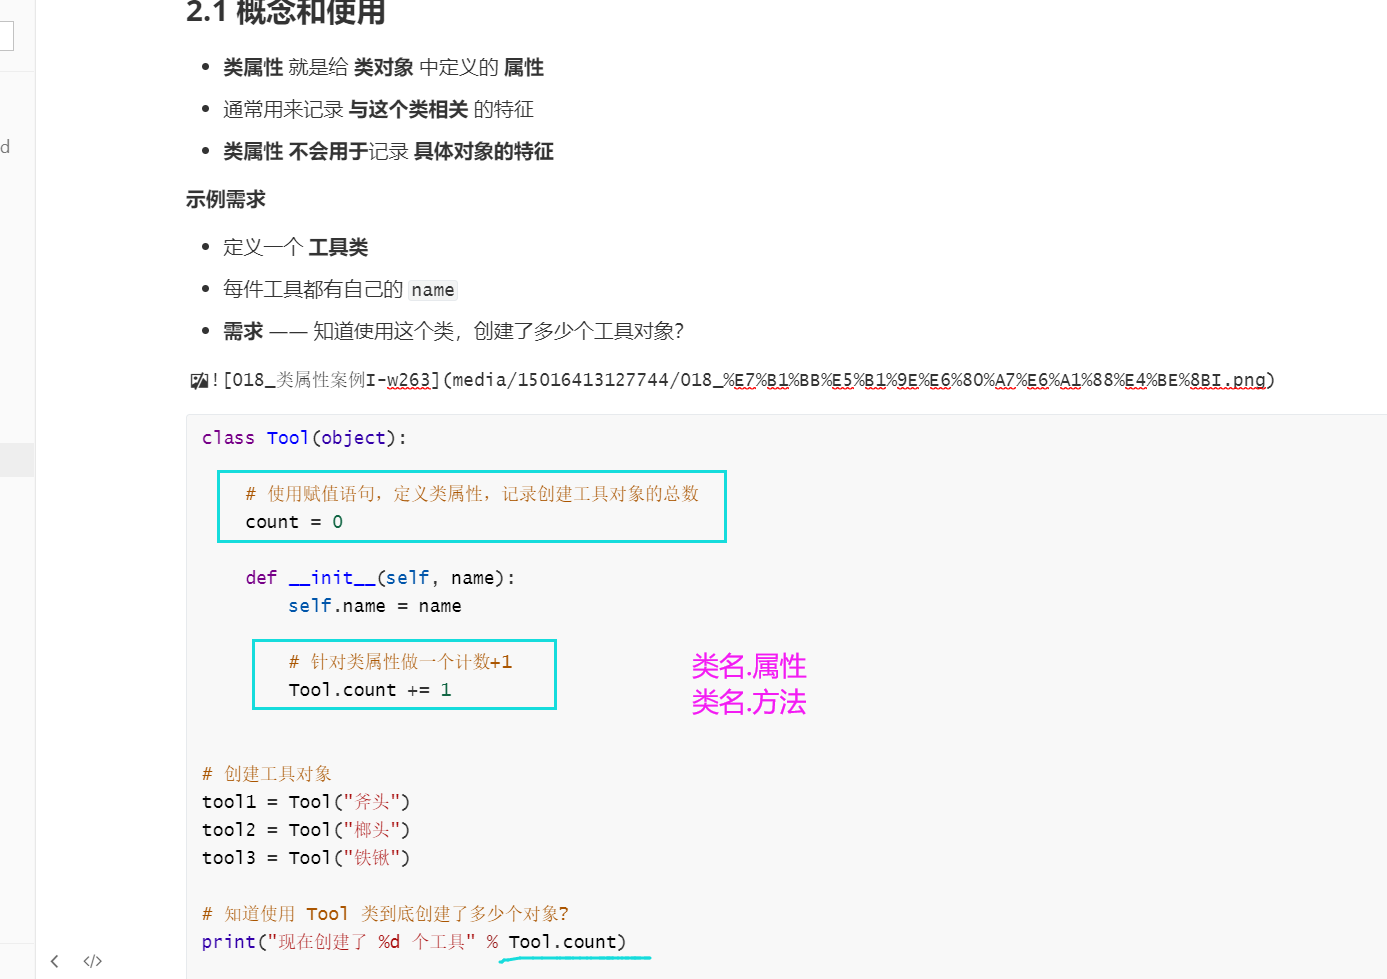 2.1 概念和使用
类属性 就是给 类对象 中定义的 属性
通常用来记录 与这个类相关 的特征
类属性 不会用于记录 具体对象的特征
d
示例需求
定义一个 工具类
每件工具都有自己的 name
需求 —— 知道使用这个类，创建了多少个工具对象？
![018_类属性案例I-w263](media/15016413127744/018_%E7%B1%BB%E5%B1%9E%E6%80%A7%E6%A1%88%E4%BE%8BI.png)
class Tool(object):
# 使用赋值语句，定义类属性，记录创建工具对象的总数
count = 0
def __init__(self, name):
self.name = name
# 针对类属性做一个计数+1
Tool.count += 1
类名.属性
类名.方法
# 创建工具对象
tool1 = Tool("斧头")
tool2 = Tool("榔头")
tool3 = Tool("铁锹")
# 知道使用 Tool 类到底创建了多少个对象?
print("现在创建了 %d 个工具" % Tool.count)